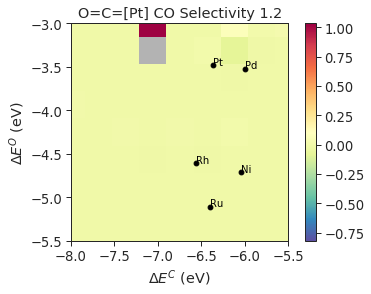 O=C=[Pt] CO Selectivity 1.2
−3.0
−3.5
−4.0
−4.5
−5.0
−5.5
ΔE^O (eV)
Pt
Pd
Rh
Ni
Ru
−8.0 −7.5 −7.0 −6.5 −6.0 −5.5
ΔE^C (eV)
1.00
0.75
0.50
0.25
0.00
−0.25
−0.50
−0.75